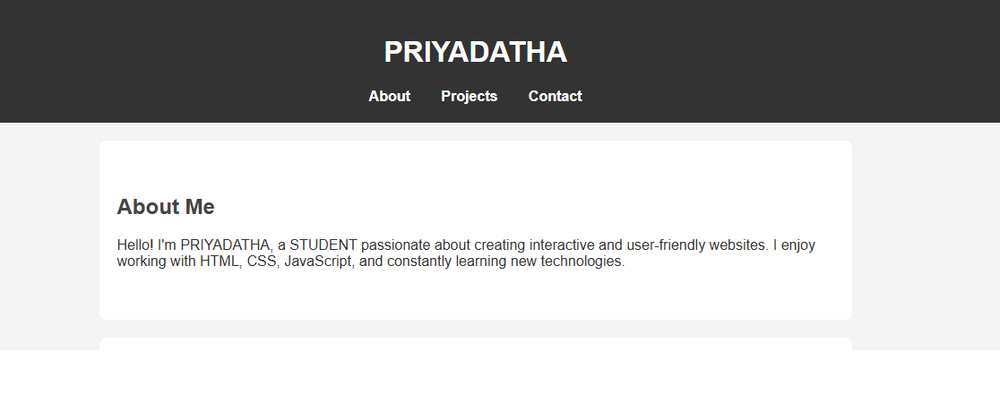 PRIYADATHA
About Projects Contact
About Me
Hello! I'm PRIYADATHA, a STUDENT passionate about creating interactive and user-friendly websites. I enjoy
working with HTML, CSS, JavaScript, and constantly learning new technologies.